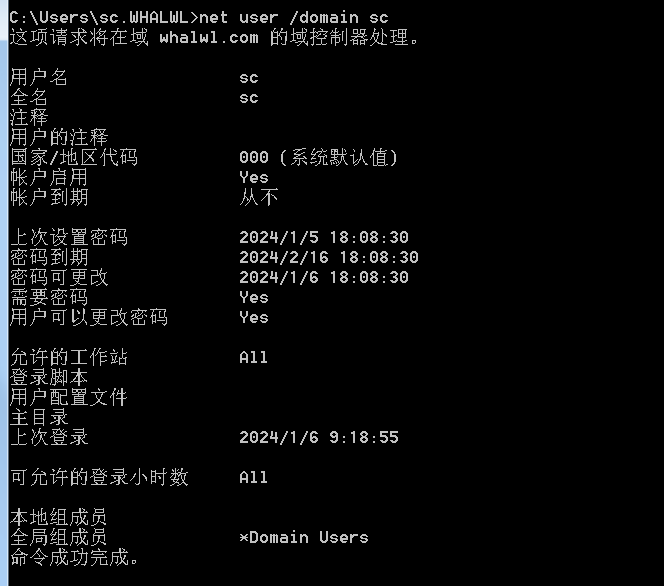 C:\Users\sc.WHALWL>net user /domain sc
这项请求将在域 whalwl.com 的域控制器处理。
用户名 sc
全名 sc
注释
用户的注释
国家/地区代码 000 (系统默认值)
帐户启用 Yes
帐户到期 从不
上次设置密码 2024/1/5 18:08:30
密码到期 2024/2/16 18:08:30
密码可更改 2024/1/6 18:08:30
需要密码 Yes
用户可以更改密码 Yes
允许的工作站 All
登录脚本
用户配置文件
主目录
上次登录 2024/1/6 9:18:55
可允许的登录小时数 All
本地组成员
全局组成员 *Domain Users
命令成功完成。